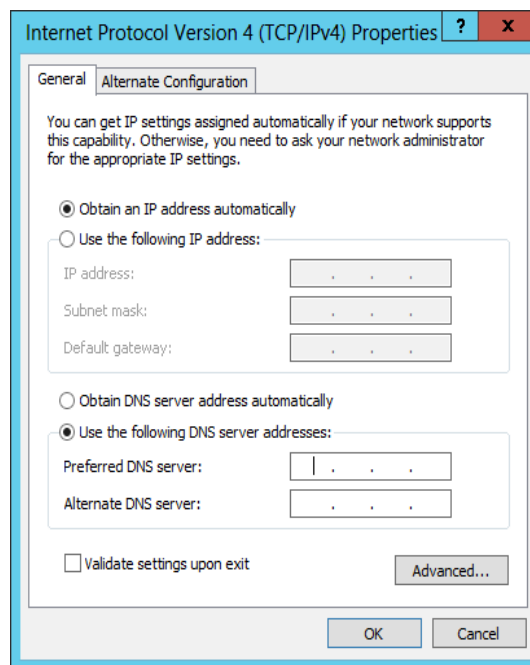 Internet Protocol Version 4 (TCP/IPv4) Properties ? x
General Alternate Configuration
You can get IP settings assigned automatically if your network supports
this capability. Otherwise, you need to ask your network administrator
for the appropriate IP settings.
Obtain an IP address automatically
Use the following IP address:
IP address: . . .
Subnet mask: . . .
Default gateway: . . .
Obtain DNS server address automatically
Use the following DNS server addresses:
Preferred DNS server: . . .
Alternate DNS server: . . .
Validate settings upon exit
Advanced...
OK Cancel